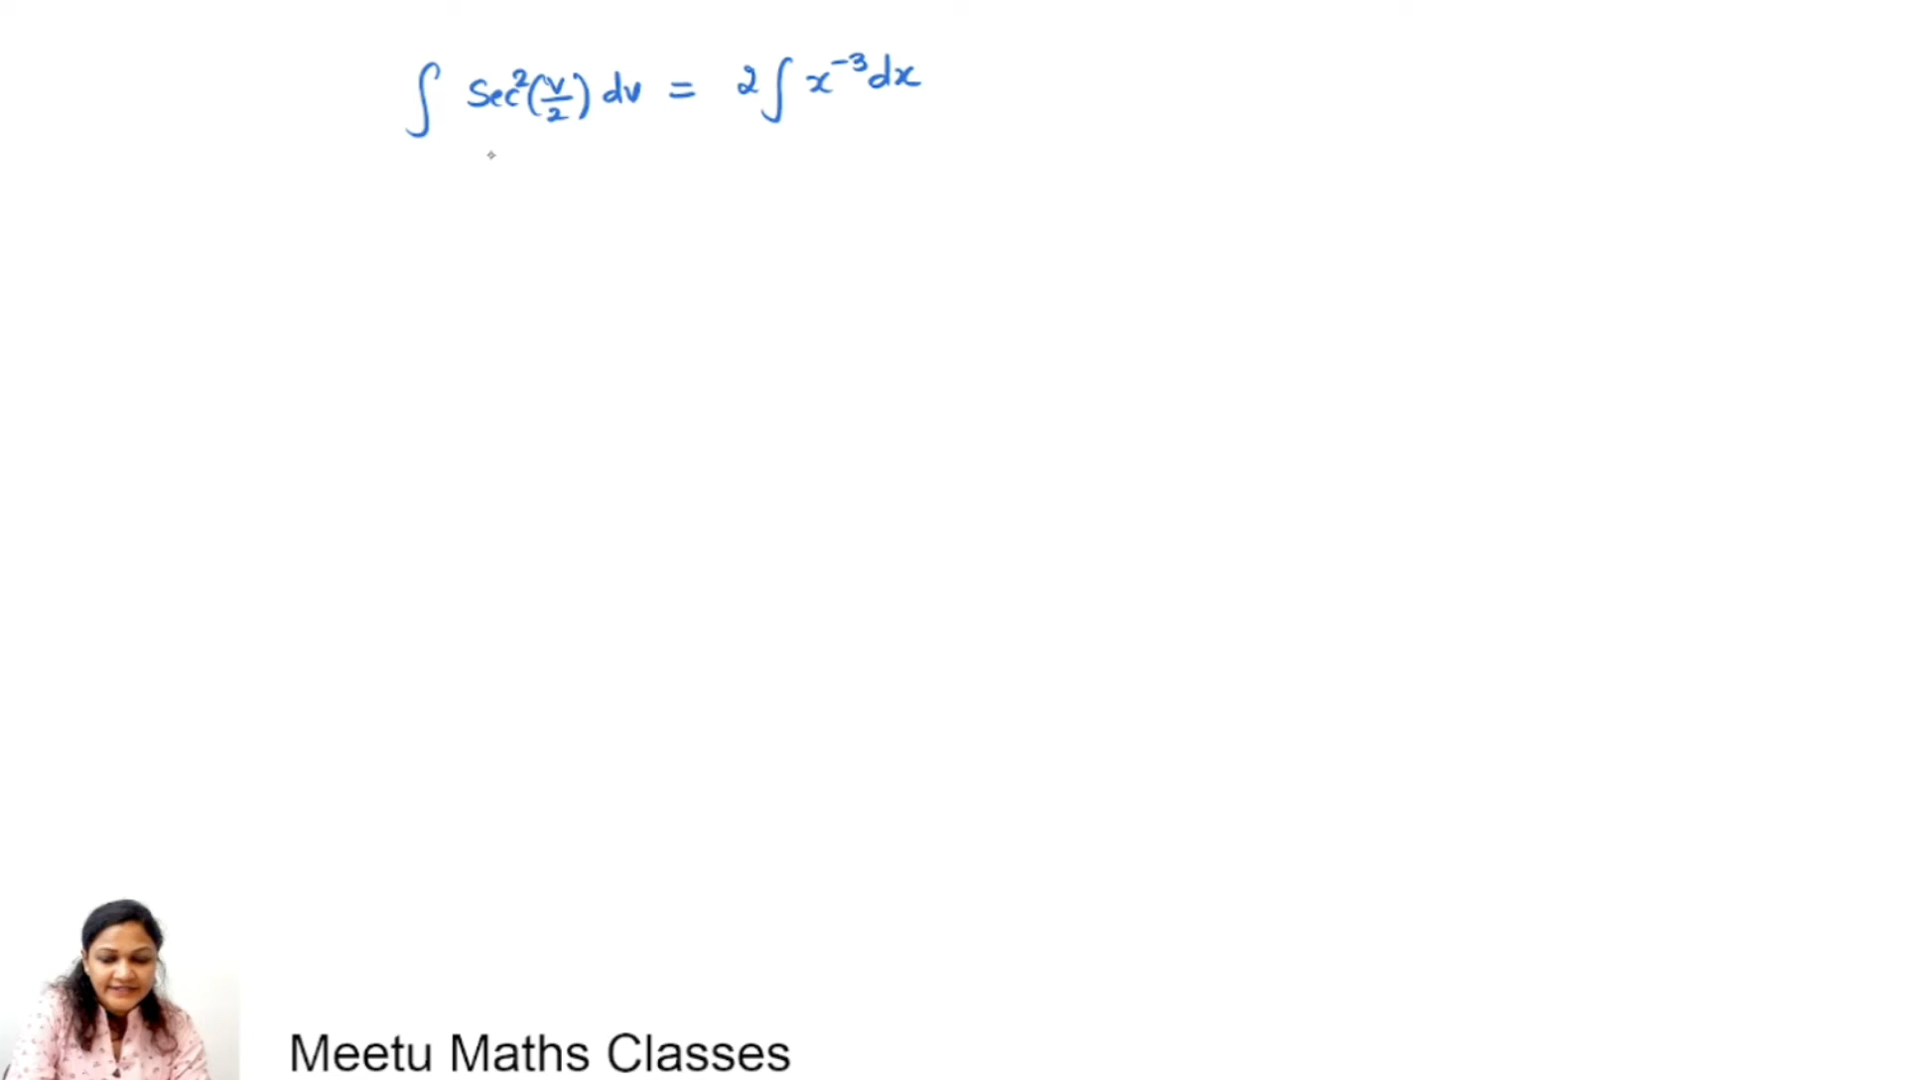 ∫ Sec²(v/2) dv = 2∫ x⁻³dx
Meetu Maths Classes